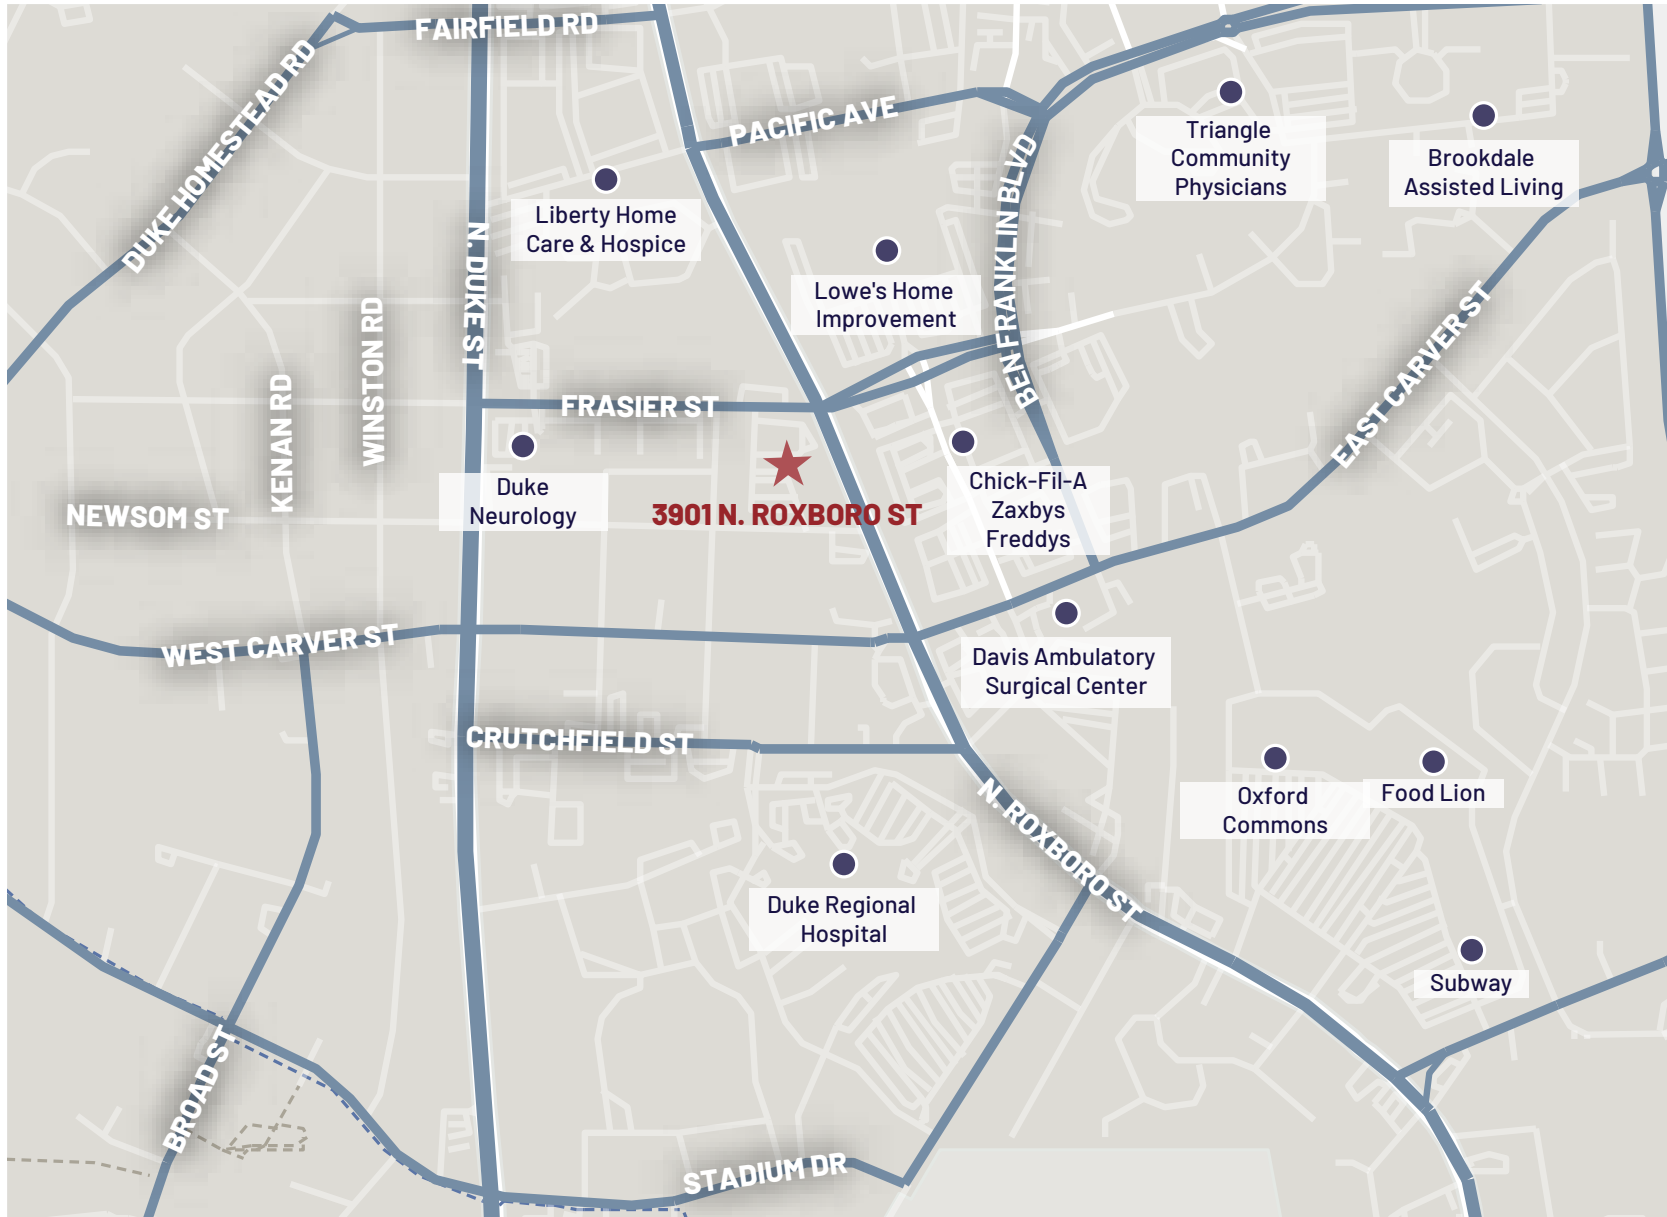 FAIRFIELD RD
DUKE HOMESTEAD RD
PACIFIC AVE
Triangle
Community
Physicians
Brookdale
Assisted Living
BEN FRANKLIN BLVD
Liberty Home
Care & Hospice
N. DUKE ST
Lowe's Home
Improvement
WINSTON RD
KENAN RD
EAST CARVER ST
FRASIER ST
Duke
Neurology
3901 N. ROXBORO ST
Chick-Fil-A
Zaxbys
Freddys
NEWSOM ST
WEST CARVER ST
Davis Ambulatory
Surgical Center
CRUTCHFIELD ST
N. ROXBORO ST
Oxford
Commons
Food Lion
Duke Regional
Hospital
Subway
BROAD ST
STADIUM DR